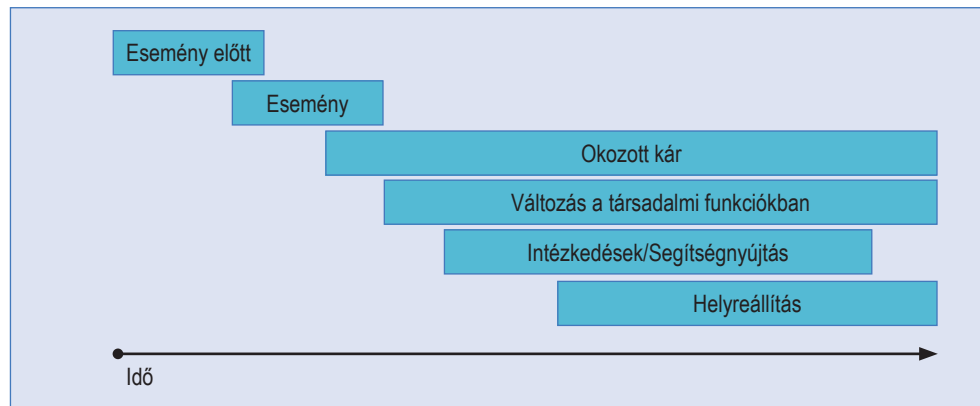 Esemény előtt
Esemény
Okozott kár
Változás a társadalmi funkciókban
Intézkedések/Segítségnyújtás
Helyreállítás
Idő